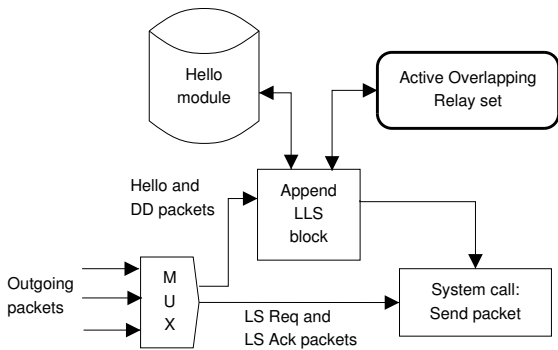 Hello
module
Active Overlapping
Relay set
Hello and
DD packets
Append
LLS
block
Outgoing
packets
M
U
X
LS Req and
LS Ack packets
System call:
Send packet